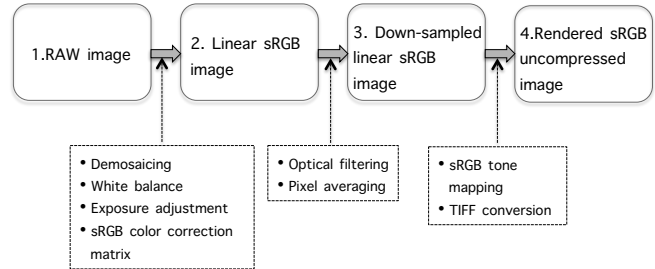 1.RAW image
2. Linear sRGB
image
3. Down-sampled
linear sRGB
image
4.Rendered sRGB
uncompressed
image
• Demosaicing
• White balance
• Exposure adjustment
• sRGB color correction
matrix
• Optical filtering
• Pixel averaging
• sRGB tone
mapping
• TIFF conversion